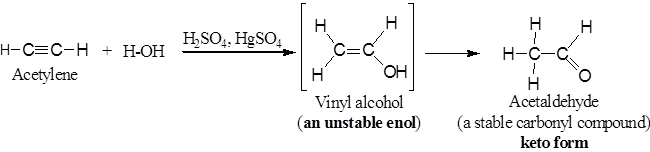 H-C≡C-H + H-OH H₂SO₄, HgSO₄
Acetylene
H H
C=C
H OH
Vinyl alcohol
(an unstable enol)
H H
H-C-C
H O
Acetaldehyde
(a stable carbonyl compound)
keto form